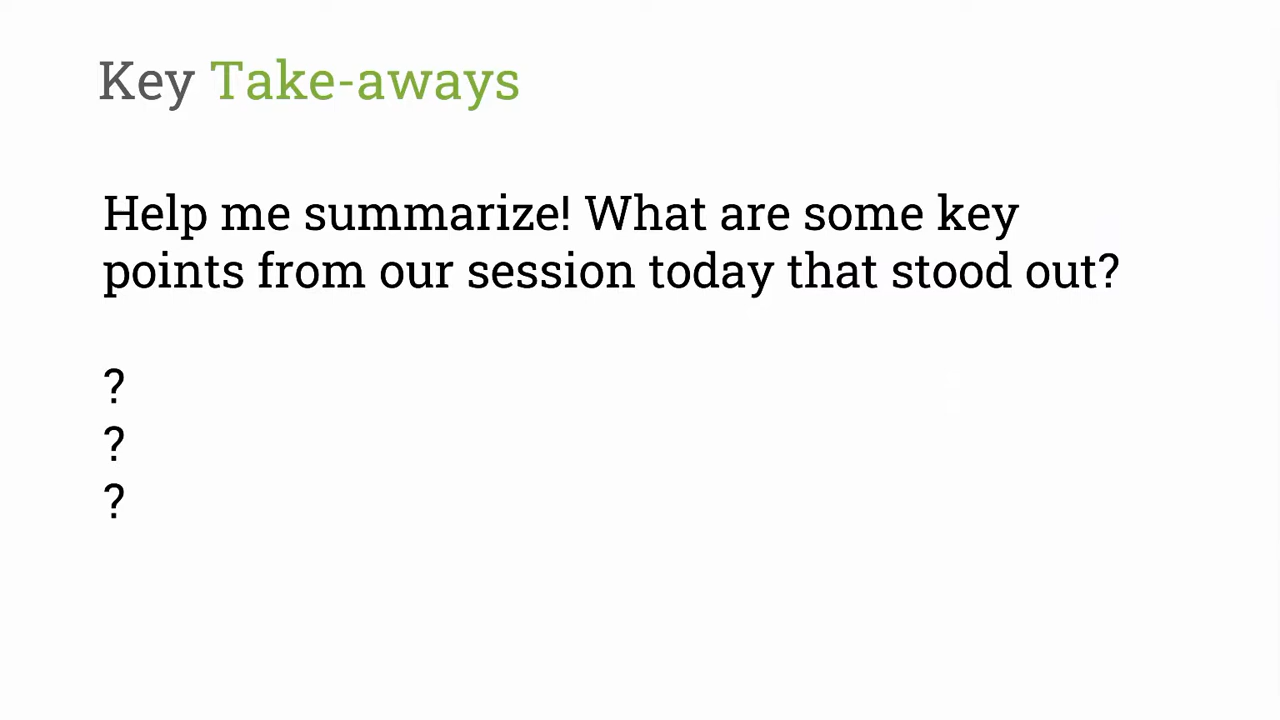 Key Take-aways
Help me summarize! What are some key
points from our session today that stood out?
?
?
?